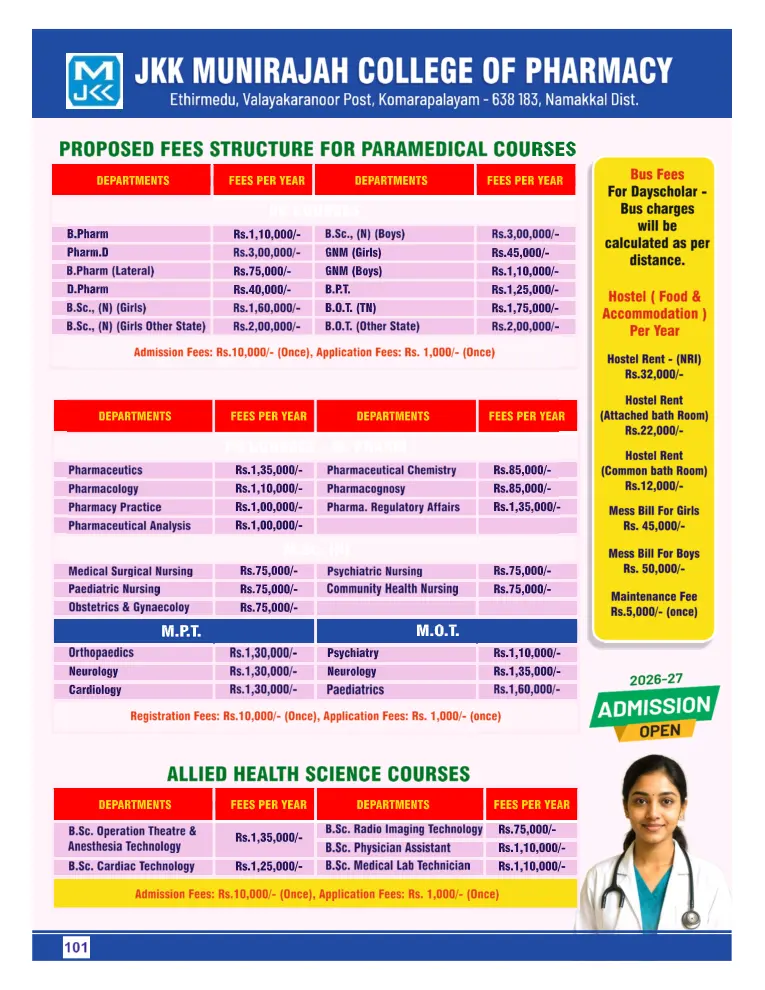 M
JKK
JKK MUNIRAJAH COLLEGE OF PHARMACY
Ethirmedu, Valayakaranoor Post, Komarapalayam - 638 183, Namakkal Dist.
PROPOSED FEES STRUCTURE FOR PARAMEDICAL COURSES
DEPARTMENTS FEES PER YEAR DEPARTMENTS FEES PER YEAR
B.Pharm Rs.1,10,000/- B.Sc., (N) (Boys) Rs.3,00,000/-
Pharm.D Rs.3,00,000/- GNM (Girls) Rs.45,000/-
B.Pharm (Lateral) Rs.75,000/- GNM (Boys) Rs.1,10,000/-
D.Pharm Rs.40,000/- B.P.T. Rs.1,25,000/-
B.Sc., (N) (Girls) Rs.1,60,000/- B.O.T. (TN) Rs.1,75,000/-
B.Sc., (N) (Girls Other State) Rs.2,00,000/- B.O.T. (Other State) Rs.2,00,000/-
Admission Fees: Rs.10,000/- (Once), Application Fees: Rs. 1,000/- (Once)
DEPARTMENTS FEES PER YEAR DEPARTMENTS FEES PER YEAR
Pharmaceutics Rs.1,35,000/- Pharmaceutical Chemistry Rs.85,000/-
Pharmacology Rs.1,10,000/- Pharmacognosy Rs.85,000/-
Pharmacy Practice Rs.1,00,000/- Pharma. Regulatory Affairs Rs.1,35,000/-
Pharmaceutical Analysis Rs.1,00,000/-
Medical Surgical Nursing Rs.75,000/- Psychiatric Nursing Rs.75,000/-
Paediatric Nursing Rs.75,000/- Community Health Nursing Rs.75,000/-
Obstetrics & Gynaecoloy Rs.75,000/-
M.P.T. M.O.T.
Orthopaedics Rs.1,30,000/- Psychiatry Rs.1,10,000/-
Neurology Rs.1,30,000/- Neurology Rs.1,35,000/-
Cardiology Rs.1,30,000/- Paediatrics Rs.1,60,000/-
Registration Fees: Rs.10,000/- (Once), Application Fees: Rs. 1,000/- (once)
ALLIED HEALTH SCIENCE COURSES
DEPARTMENTS FEES PER YEAR DEPARTMENTS FEES PER YEAR
B.Sc. Operation Theatre &
Anesthesia Technology Rs.1,35,000/-
B.Sc. Radio Imaging Technology Rs.75,000/-
B.Sc. Physician Assistant Rs.1,10,000/-
B.Sc. Cardiac Technology Rs.1,25,000/- B.Sc. Medical Lab Technician Rs.1,10,000/-
Admission Fees: Rs.10,000/- (Once), Application Fees: Rs. 1,000/- (Once)
Bus Fees
For Dayscholar -
Bus charges
will be
calculated as per
distance.
Hostel ( Food &
Accommodation )
Per Year
Hostel Rent - (NRI)
Rs.32,000/-
Hostel Rent
(Attached bath Room)
Rs.22,000/-
Hostel Rent
(Common bath Room)
Rs.12,000/-
Mess Bill For Girls
Rs. 45,000/-
Mess Bill For Boys
Rs. 50,000/-
Maintenance Fee
Rs.5,000/- (once)
2026-27
ADMISSION
OPEN
101